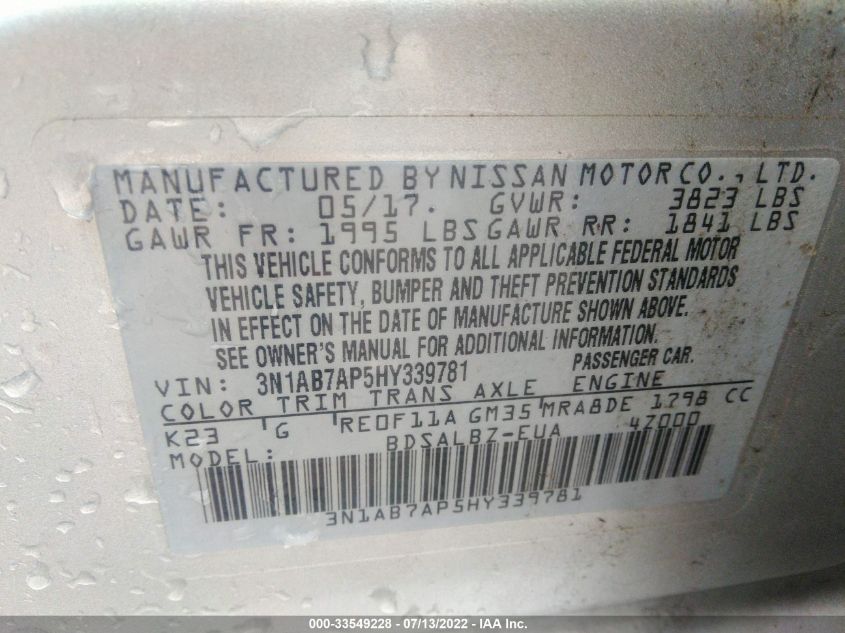 MANUFACTURED BY NISSAN MOTOR CO., LTD.
DATE: 05/17. GVWR: 3823 LBS
GAWR FR: 1995 LBS GAWR RR: 1841 LBS
THIS VEHICLE CONFORMS TO ALL APPLICABLE FEDERAL MOTOR
VEHICLE SAFETY, BUMPER AND THEFT PREVENTION STANDARDS
IN EFFECT ON THE DATE OF MANUFACTURE SHOWN ABOVE.
SEE OWNER'S MANUAL FOR ADDITIONAL INFORMATION.
VIN: 3N1AB7AP5HY339781 PASSENGER CAR.
COLOR TRIM TRANS AXLE ENGINE
K23 G RE0F11A GM35 MRA8DE 1798 CC
MODEL: BDSALBZ-EUA 4Z000
3N1AB7AP5HY339781
000-33549228 - 07/13/2022 - IAA Inc.